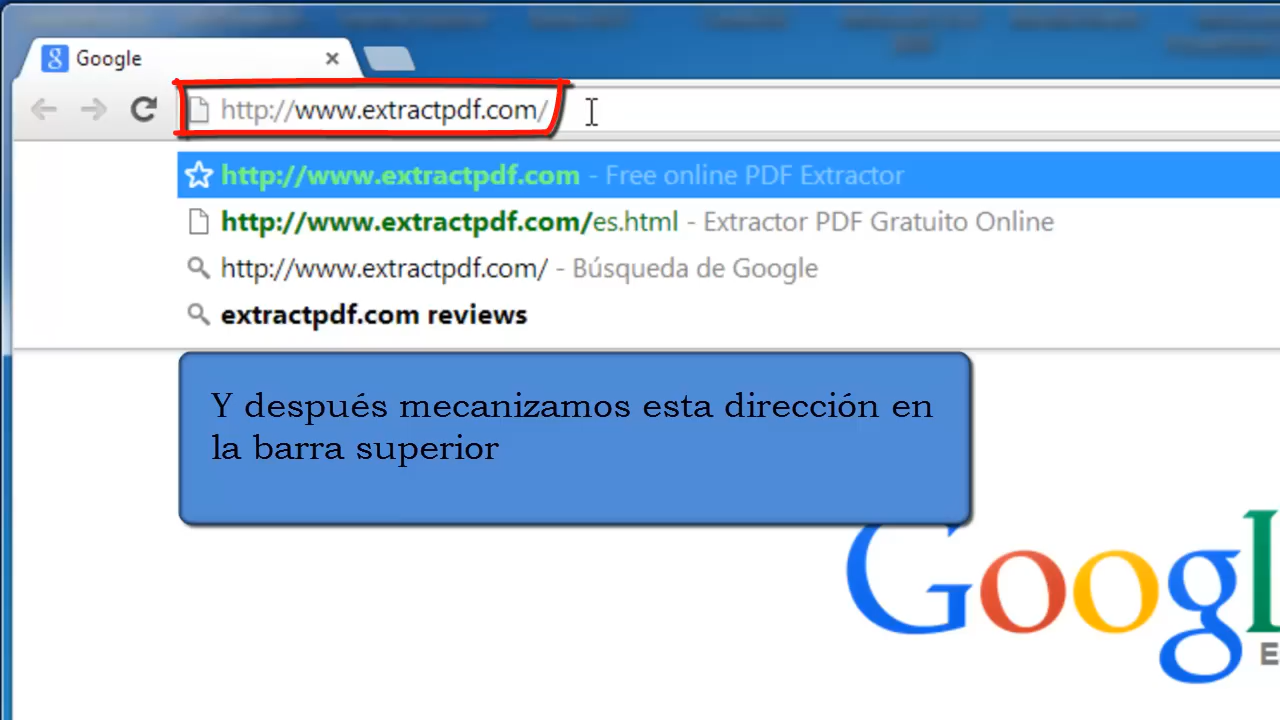 Google
http://www.extractpdf.com/
http://www.extractpdf.com - Free online PDF Extractor
http://www.extractpdf.com/es.html - Extractor PDF Gratuito Online
http://www.extractpdf.com/ - Búsqueda de Google
extractpdf.com reviews
Y después mecanizamos esta dirección en
la barra superior
Googl
E